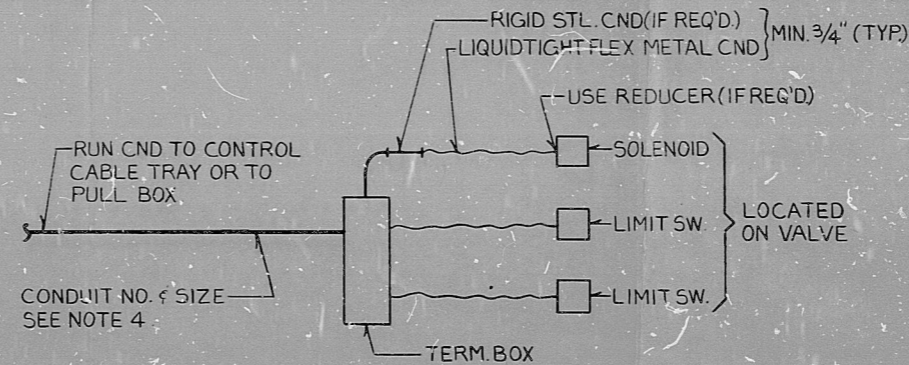 RIGID STL. CND(IF REQ'D.)
LIQUIDTIGHT FLEX METAL CND
MIN. 3/4" (TYP.)
USE REDUCER(IF REQ'D)
RUN CND TO CONTROL
CABLE TRAY OR TO
PULL BOX
SOLENOID
LIMIT SW.
LOCATED
ON VALVE
CONDUIT NO. & SIZE
SEE NOTE 4
LIMIT SW.
TERM. BOX